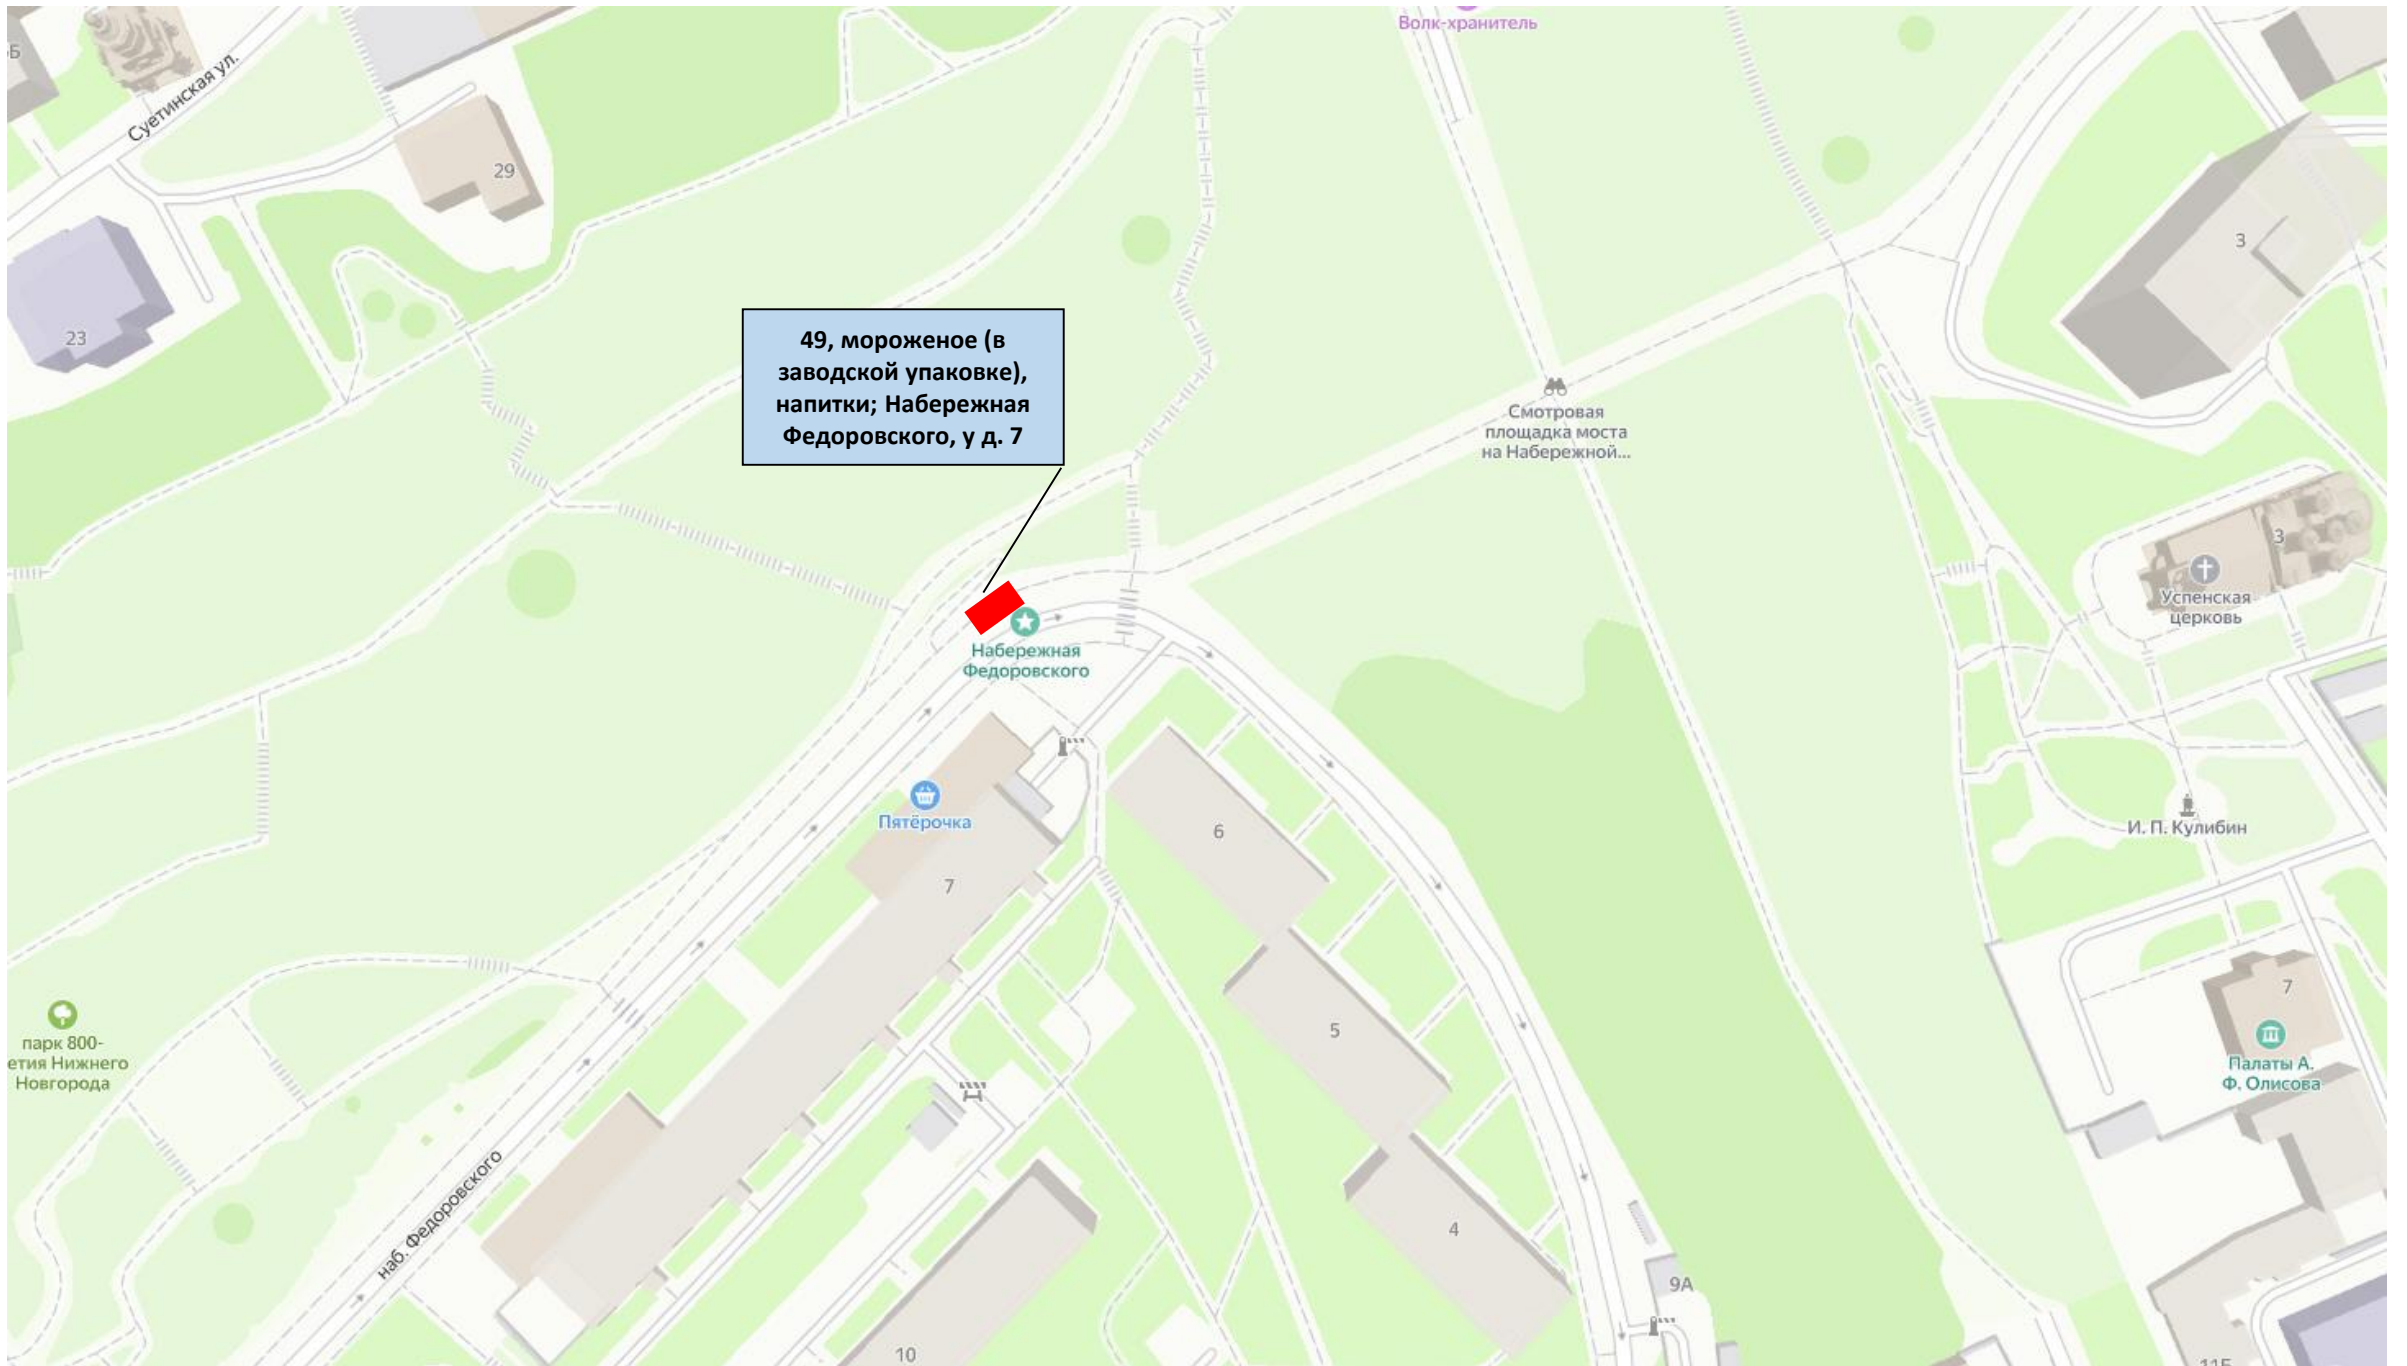 Волк-хранитель
5Б
Суетинская ул.
29
3
23
49, мороженое (в
заводской упаковке),
напитки; Набережная
Федоровского, у д. 7
Смотровая
площадка моста
на Набережной...
3
Успенская
церковь
Набережная
Федоровского
Пятёрочка
6
И. П. Кулибин
7
7
5
парк 800-
етия Нижнего
Новгорода
Палаты А.
Ф. Олисова
наб. Федоровского
4
9А
10
11Б